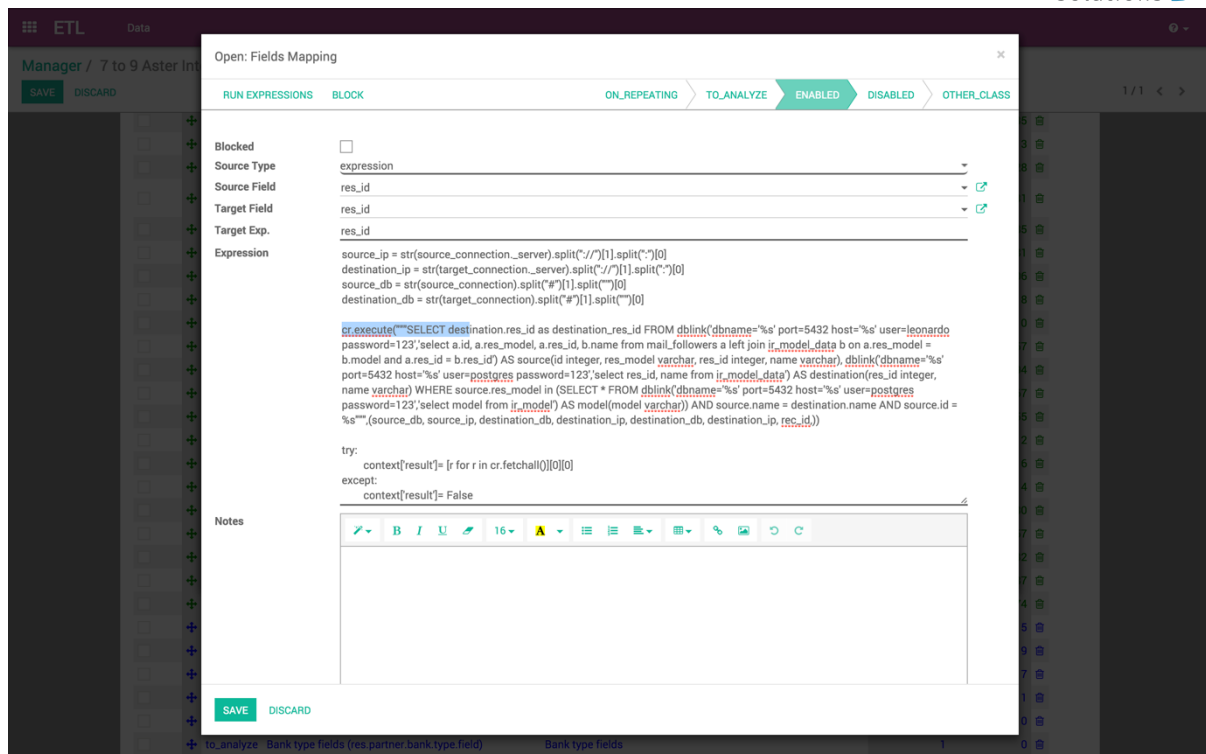 ETL Data
Manager / 7 to 9 Aster Int
SAVE DISCARD
1 / 1
Open: Fields Mapping
×
RUN EXPRESSIONS BLOCK ON_REPEATING TO_ANALYZE ENABLED DISABLED OTHER_CLASS
Blocked
Source Type expression
Source Field res_id
Target Field res_id
Target Exp. res_id
Expression source_ip = str(source_connection._server).split("://")[1].split(":")[0]
destination_ip = str(target_connection._server).split("://")[1].split(":")[0]
source_db = str(source_connection).split("#")[1].split("'")[0]
destination_db = str(target_connection).split("#")[1].split("'")[0]
cr.execute("""SELECT destination.res_id as destination_res_id FROM dblink('dbname='%s' port=5432 host='%s' user=leonardo
password=123','select a.id, a.res_model, a.res_id, b.name from mail_followers a left join ir_model_data b on a.res_model =
b.model and a.res_id = b.res_id') AS source(id integer, res_model varchar, res_id integer, name varchar), dblink('dbname='%s'
port=5432 host='%s' user=postgres password=123','select res_id, name from ir_model_data') AS destination(res_id integer,
name varchar) WHERE source.res_model in (SELECT * FROM dblink('dbname='%s' port=5432 host='%s' user=postgres
password=123','select model from ir_model') AS model(model varchar)) AND source.name = destination.name AND source.id =
%s""",(source_db, source_ip, destination_db, destination_ip, destination_db, destination_ip, rec_id,))
try:
context['result']= [r for r in cr.fetchall()][0][0]
except:
context['result']= False
Notes
B I U 16 A
SAVE DISCARD
to_analyze Bank type fields (res.partner.bank.type.field) Bank type fields 1 0